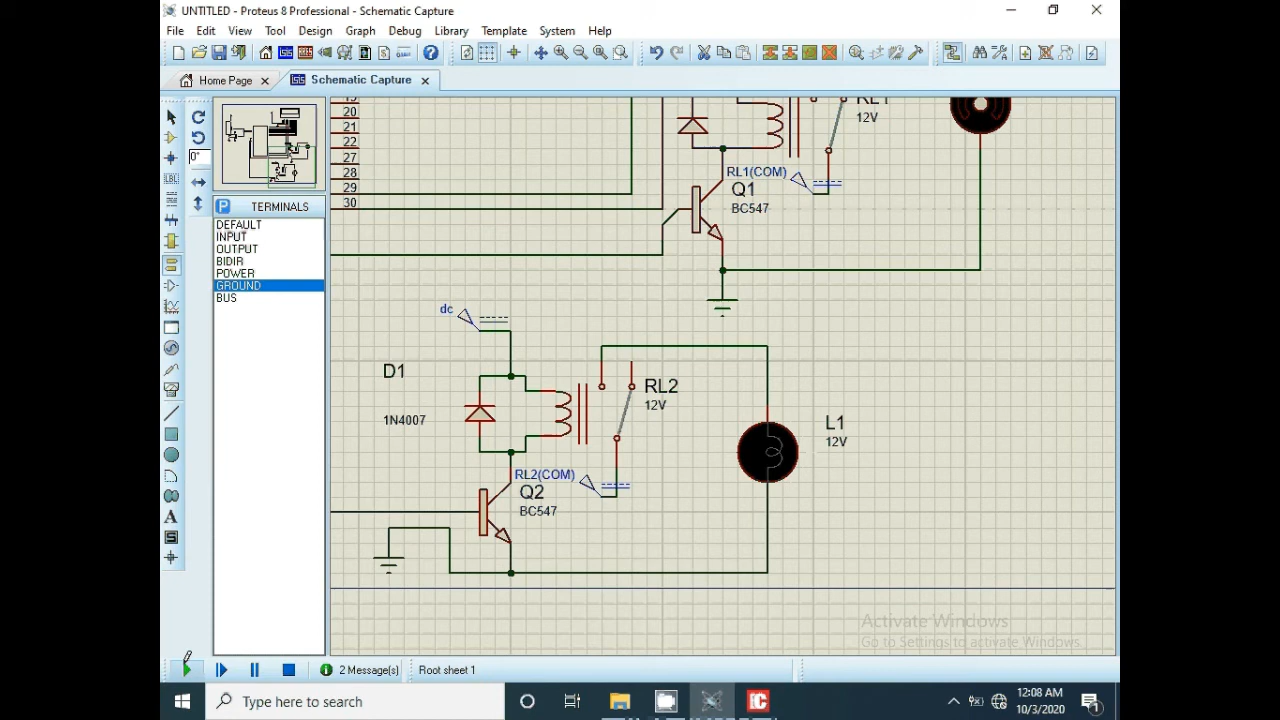 UNTITLED - Proteus 8 Professional - Schematic Capture
File Edit View Tool Design Graph Debug Library Template System Help
Home Page Schematic Capture
LBL
0°
P TERMINALS
DEFAULT
INPUT
OUTPUT
BIDIR
POWER
GROUND
BUS
A
S
20
21
22
27
28
29
30
RL1
12V
RL1(COM)
Q1
BC547
dc
D1
1N4007
RL2
12V
L1
12V
RL2(COM)
Q2
BC547
Activate Windows
Go to Settings to activate Windows.
2 Message(s) Root sheet 1
Type here to search
12:08 AM
10/3/2020
1